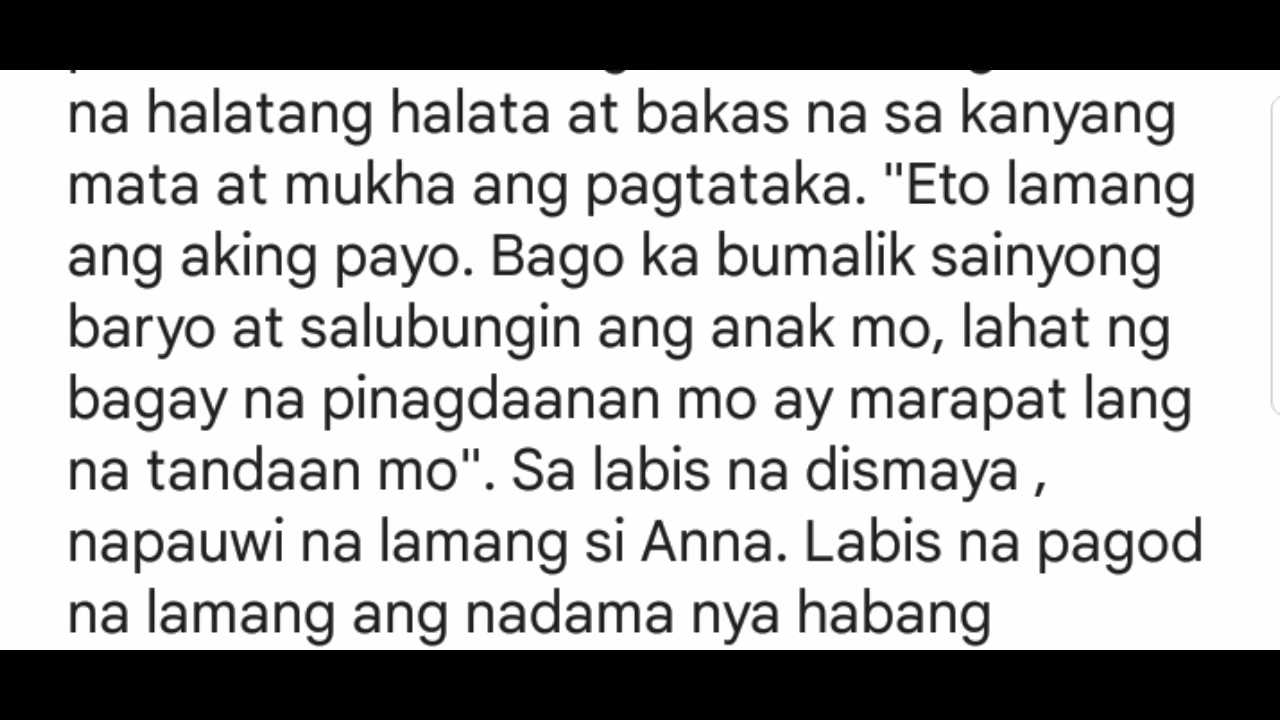 na halatang halata at bakas na sa kanyang
mata at mukha ang pagtataka. "Eto lamang
ang aking payo. Bago ka bumalik sainyong
baryo at salubungin ang anak mo, lahat ng
bagay na pinagdaanan mo ay marapat lang
na tandaan mo". Sa labis na dismaya ,
napauwi na lamang si Anna. Labis na pagod
na lamang ang nadama nya habang